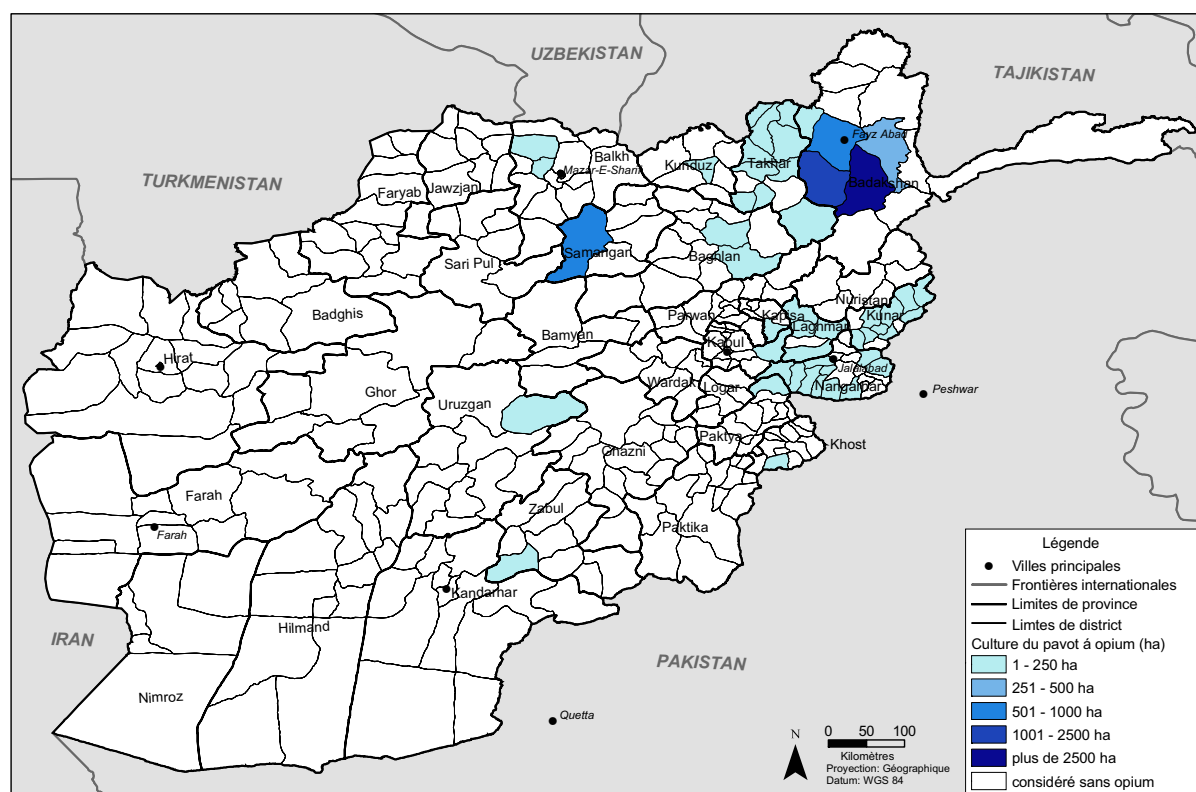 UZBEKISTAN
TAJIKISTAN
TURKMENISTAN
Fayz Abad
Balkh
Kunduz
Takhar
Mazar-E-Sharif
Faryab
Jawzjan
Badakshan
Samangan
Baghlan
Sari Pul
Nuristan
Badghis
Parwan
Kapisa
Kunar
Laghman
Bamyan
Kabul
Hirat
Jalalabad
Wardak
Logar
Nangarhar
Peshwar
Ghor
Uruzgan
Paktya
Khost
Ghazni
Farah
Zabul
Farah
Paktika
Kandahar
Hilmand
IRAN
PAKISTAN
Nimroz
Quetta
N
0 50 100
Kilomètres
Proyection: Géographique
Datum: WGS 84
Légende
Villes principales
Frontières internationales
Limites de province
Limtes de district
Culture du pavot á opium (ha)
1 - 250 ha
251 - 500 ha
501 - 1000 ha
1001 - 2500 ha
plus de 2500 ha
considéré sans opium